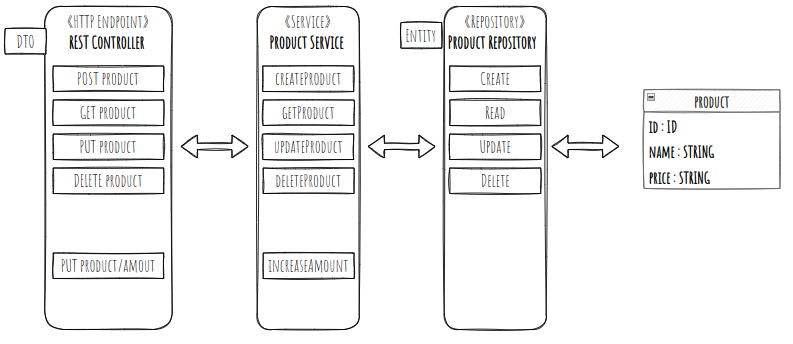 DTO
《HTTP ENDPOINT》
REST CONTROLLER
POST PRODUCT
GET PRODUCT
PUT PRODUCT
DELETE PRODUCT
PUT PRODUCT/AMOUT
《SERVICE》
PRODUCT SERVICE
CREATEPRODUCT
GETPRODUCT
UPDATEPRODUCT
DELETEPRODUCT
INCREASEAMOUNT
ENTITY
《REPOSITORY》
PRODUCT REPOSITORY
CREATE
READ
UPDATE
DELETE
PRODUCT
ID : ID
NAME : STRING
PRICE : STRING